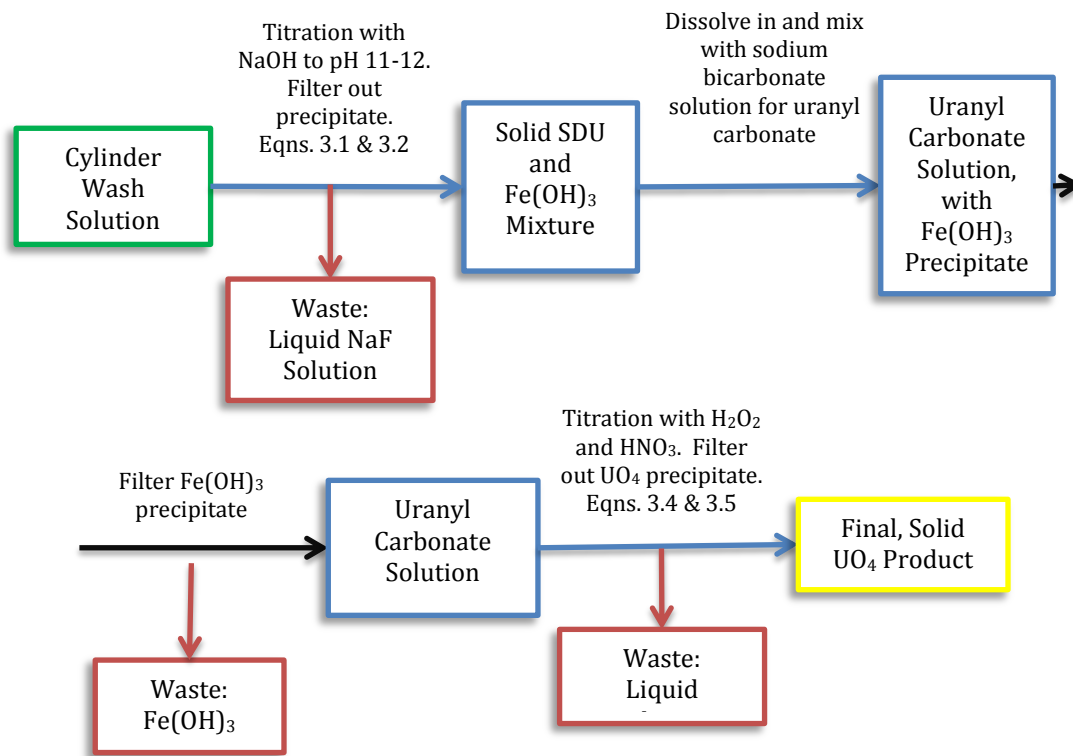 Titration with
NaOH to pH 11-12.
Filter out
precipitate.
Eqns. 3.1 & 3.2
Dissolve in and mix
with sodium
bicarbonate
solution for uranyl
carbonate
Cylinder
Wash
Solution
Solid SDU
and
Fe(OH)₃
Mixture
Uranyl
Carbonate
Solution,
with
Fe(OH)₃
Precipitate
Waste:
Liquid NaF
Solution
Filter Fe(OH)₃
precipitate
Titration with H₂O₂
and HNO₃. Filter
out UO₄ precipitate.
Eqns. 3.4 & 3.5
Uranyl
Carbonate
Solution
Final, Solid
UO₄ Product
Waste:
Fe(OH)₃
Waste:
Liquid